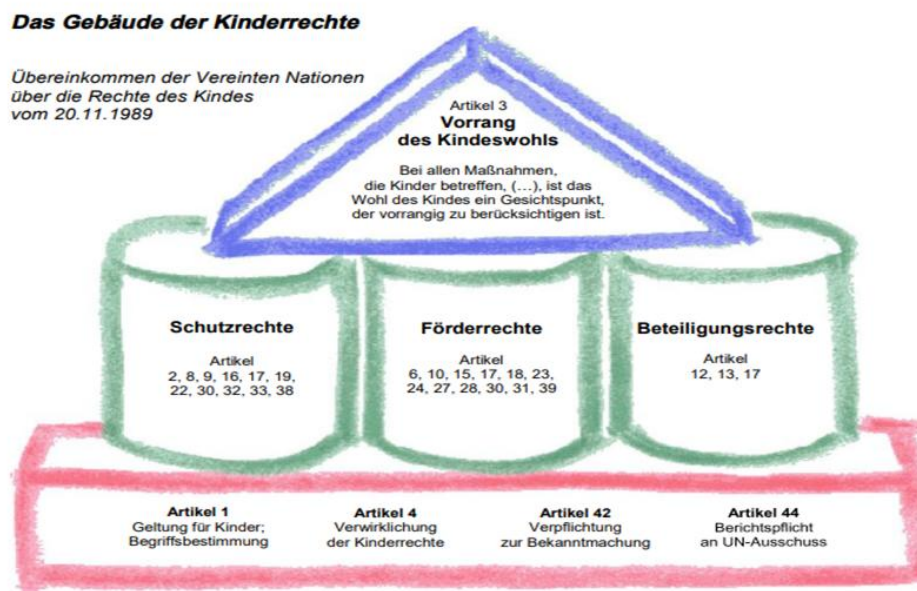 Das Gebäude der Kinderrechte
Übereinkommen der Vereinten Nationen
über die Rechte des Kindes
vom 20.11.1989
Artikel 3
Vorrang
des Kindeswohls
Bei allen Maßnahmen,
die Kinder betreffen, (…), ist das
Wohl des Kindes ein Gesichtspunkt,
der vorrangig zu berücksichtigen ist.
Schutzrechte
Artikel
2, 8, 9, 16, 17, 19,
22, 30, 32, 33, 38
Förderrechte
Artikel
6, 10, 15, 17, 18, 23,
24, 27, 28, 30, 31, 39
Beteiligungsrechte
Artikel
12, 13, 17
Artikel 1
Geltung für Kinder;
Begriffsbestimmung
Artikel 4
Verwirklichung
der Kinderrechte
Artikel 42
Verpflichtung
zur Bekanntmachung
Artikel 44
Berichtspflicht
an UN-Ausschuss